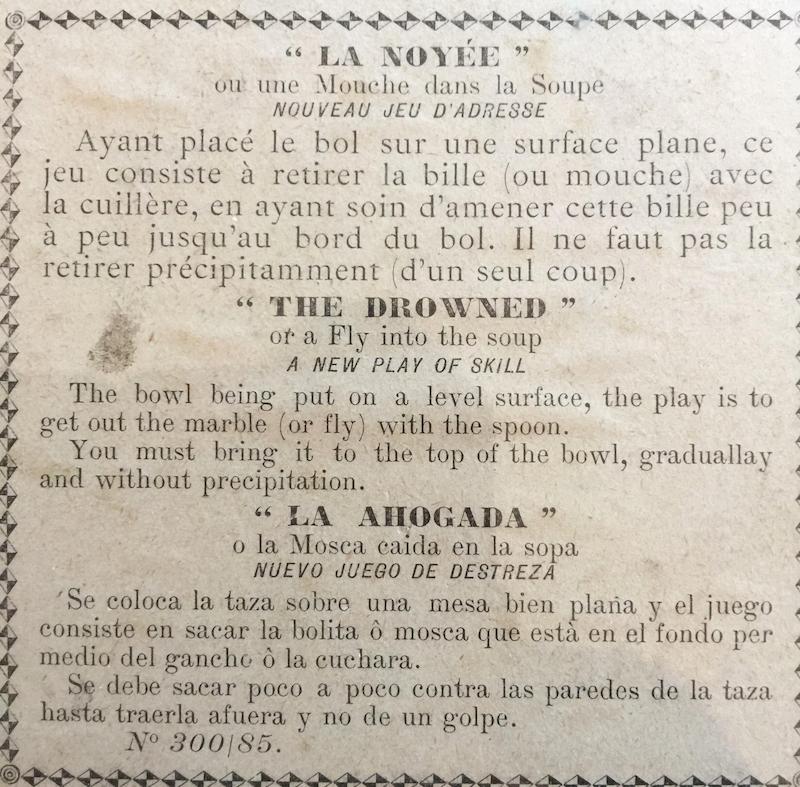 “ LA NOYÉE ”
ou une Mouche dans la Soupe
NOUVEAU JEU D'ADRESSE
Ayant placé le bol sur une surface plane, ce
jeu consiste à retirer la bille (ou mouche) avec
la cuillère, en ayant soin d'amener cette bille peu
à peu jusqu'au bord du bol. Il ne faut pas la
retirer précipitamment (d'un seul coup).
“ THE DROWNED ”
or a Fly into the soup
A NEW PLAY OF SKILL
The bowl being put on a level surface, the play is to
get out the marble (or fly) with the spoon.
You must bring it to the top of the bowl, graduallay
and without precipitation.
“ LA AHOGADA ”
o la Mosca caida en la sopa
NUEVO JUEGO DE DESTREZA
Se coloca la taza sobre una mesa bien plaña y el juego
consiste en sacar la bolita ô mosca que està en el fondo per
medio del gancho ô la cuchara.
Se debe sacar poco a poco contra las paredes de la taza
hasta traerla afuera y no de un golpe.
Nº 300/85.